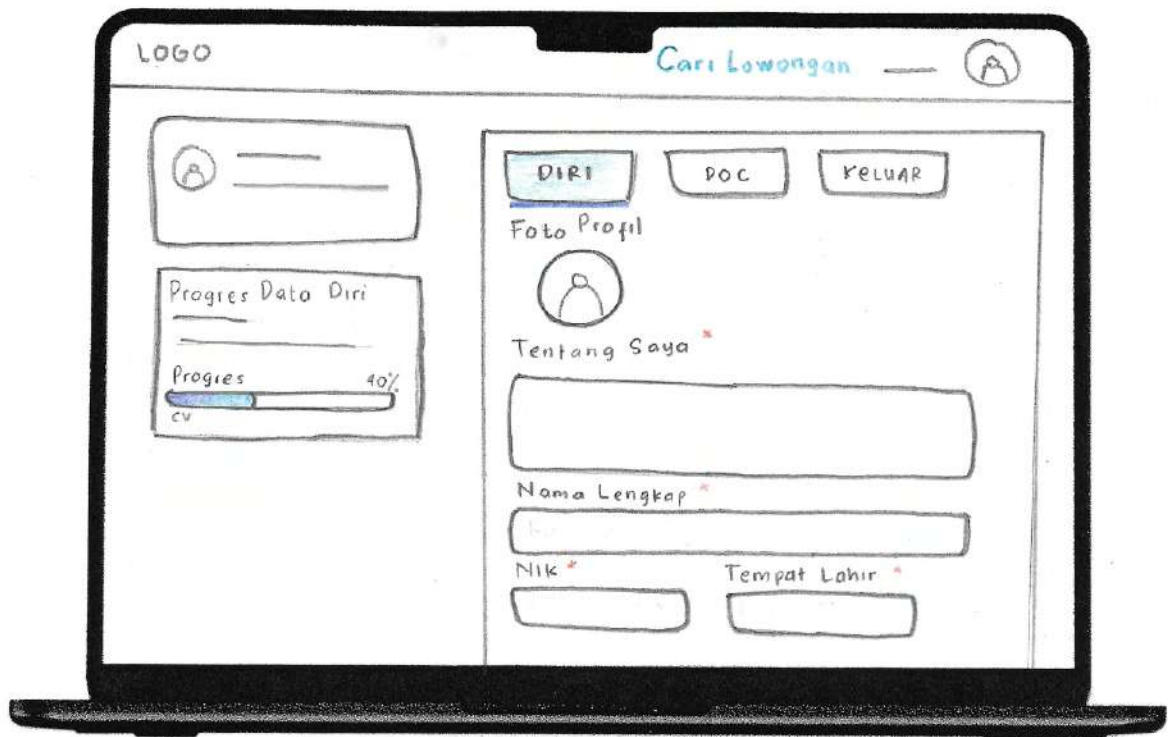 LOGO
Cari Lowongan
Progres Data Diri
Progres 40%
CV
DIRI DOC KELUAR
Foto Profil
Tentang Saya *
Nama Lengkap *
NIK * Tempat Lahir *